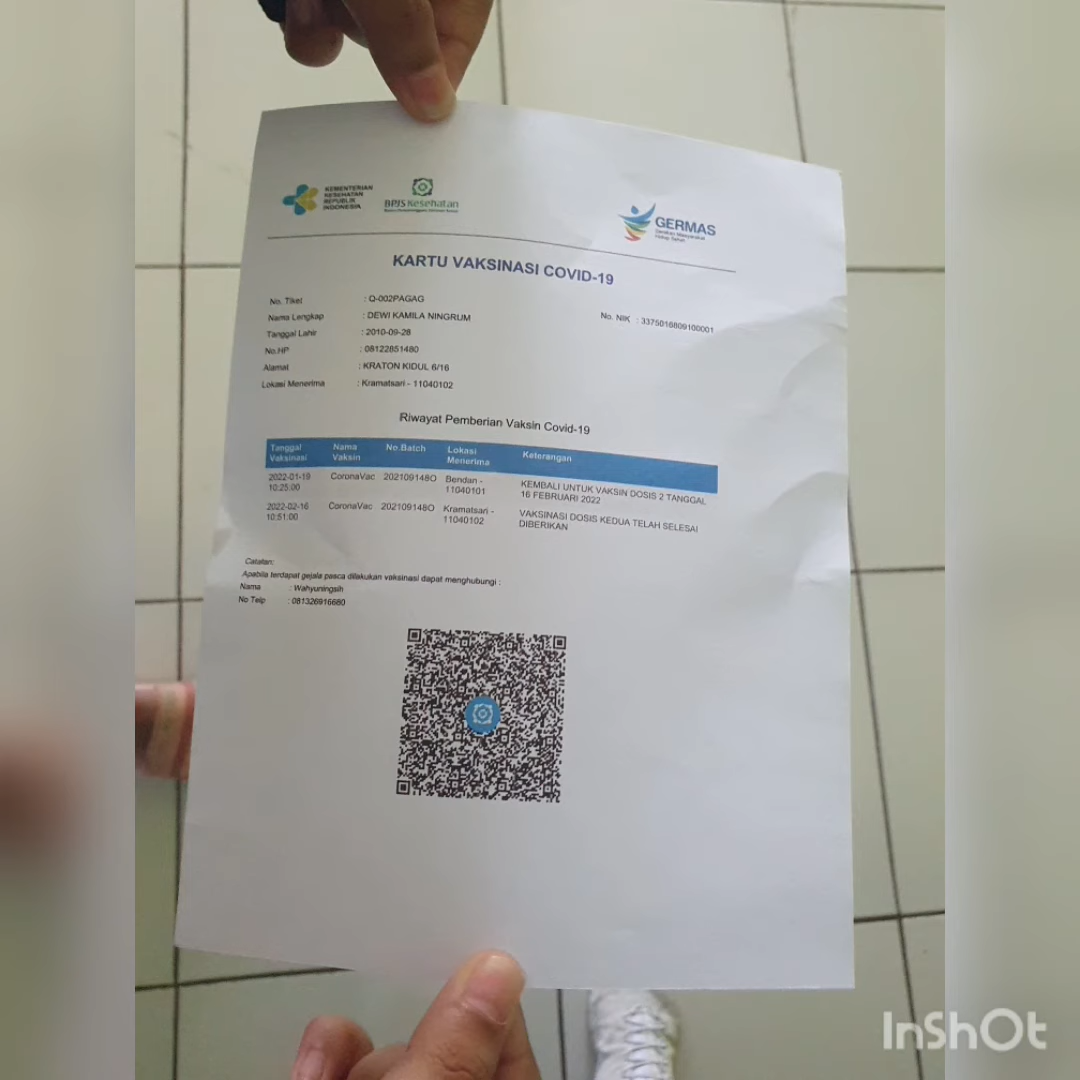 KEMENTERIAN
KESEHATAN
REPUBLIK
INDONESIA
BPJS Kesehatan
GERMAS
Gerakan Masyarakat
Hidup Sehat
KARTU VAKSINASI COVID-19
No. Tiket : Q-002PAGAG
Nama Lengkap : DEWI KAMILA NINGRUM No. NIK : 3375016809100001
Tanggal Lahir : 2010-09-28
No.HP : 08122851480
Alamat : KRATON KIDUL 6/16
Lokasi Menerima : Kramatsari - 11040102
Riwayat Pemberian Vaksin Covid-19
Tanggal Vaksinasi Nama Vaksin No.Batch Lokasi Menerima Keterangan
2022-01-19 CoronaVac 202109148O Bendan - KEMBALI UNTUK VAKSIN DOSIS 2 TANGGAL
10:25:00 11040101 16 FEBRUARI 2022
2022-02-16 CoronaVac 202109148O Kramatsari - VAKSINASI DOSIS KEDUA TELAH SELESAI
10:51:00 11040102 DIBERIKAN
Catatan:
Apabila terdapat gejala pasca dilakukan vaksinasi dapat menghubungi :
Nama : Wahyuningsih
No Telp : 081326916680
InShOt